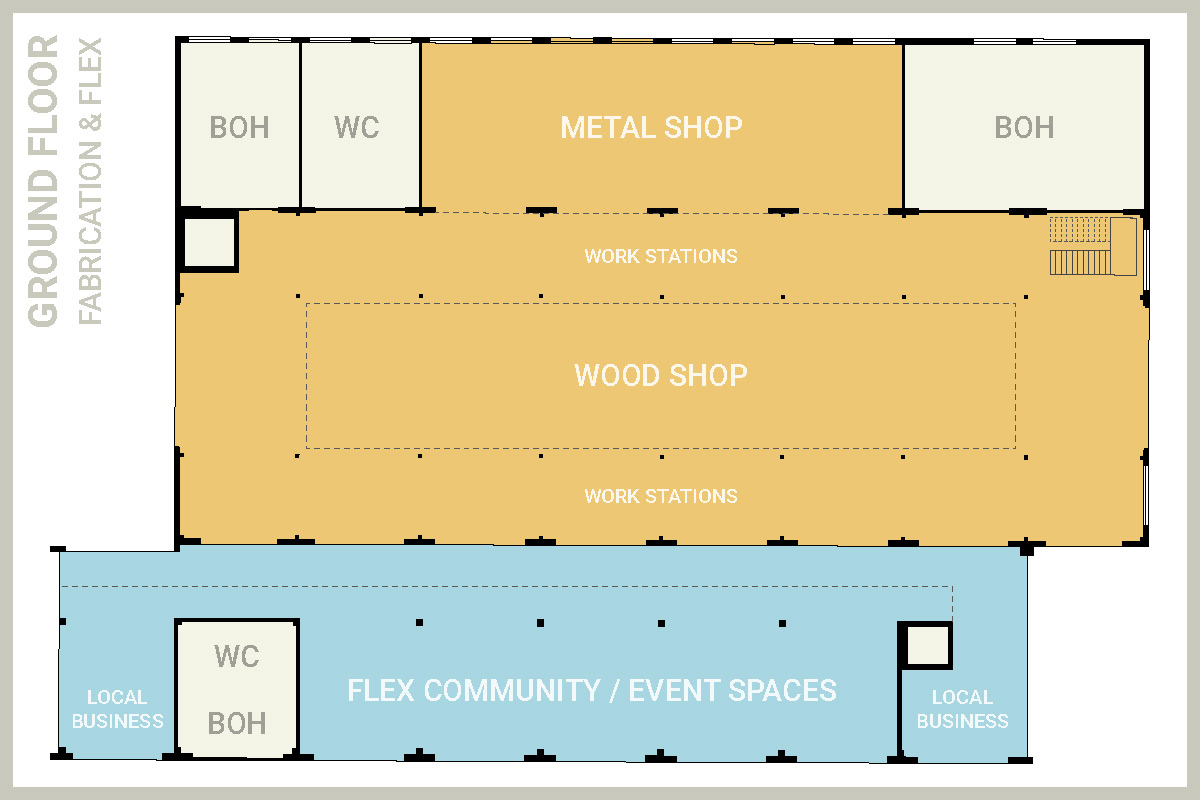 GROUND FLOOR
FABRICATION & FLEX
BOH
WC
METAL SHOP
BOH
WORK STATIONS
WOOD SHOP
WORK STATIONS
WC
BOH
LOCAL
BUSINESS
FLEX COMMUNITY / EVENT SPACES
LOCAL
BUSINESS